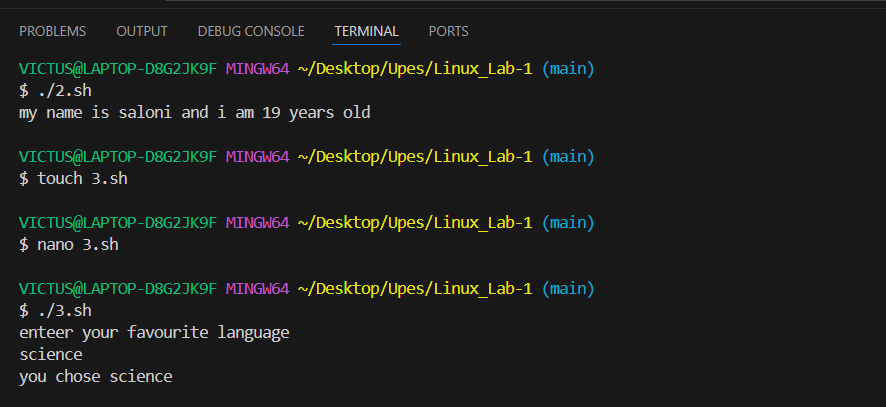 PROBLEMS OUTPUT DEBUG CONSOLE TERMINAL PORTS
VICTUS@LAPTOP-D8G2JK9F MINGW64 ~/Desktop/Upes/Linux_Lab-1 (main)
$ ./2.sh
my name is saloni and i am 19 years old
VICTUS@LAPTOP-D8G2JK9F MINGW64 ~/Desktop/Upes/Linux_Lab-1 (main)
$ touch 3.sh
VICTUS@LAPTOP-D8G2JK9F MINGW64 ~/Desktop/Upes/Linux_Lab-1 (main)
$ nano 3.sh
VICTUS@LAPTOP-D8G2JK9F MINGW64 ~/Desktop/Upes/Linux_Lab-1 (main)
$ ./3.sh
enteer your favourite language
science
you chose science